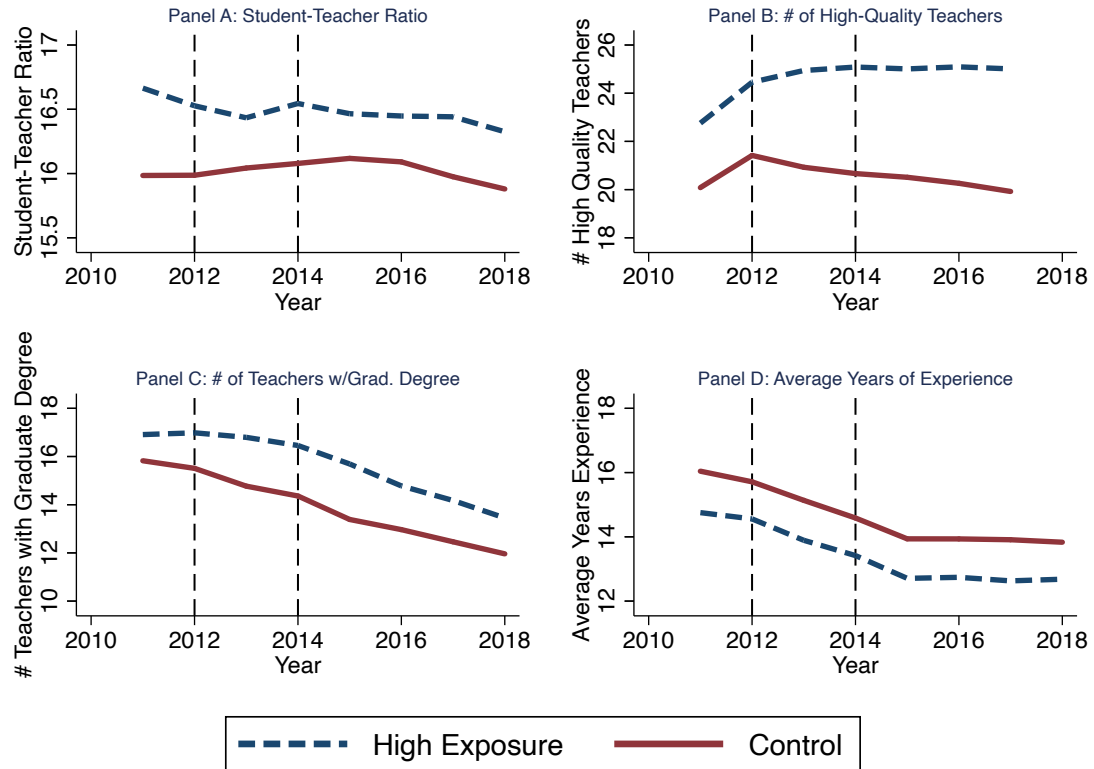 Panel A: Student-Teacher Ratio
Student-Teacher Ratio
17
16.5
16
15.5
2010 2012 2014 2016 2018
Year
Panel B: # of High-Quality Teachers
# High Quality Teachers
26
24
22
20
18
2010 2012 2014 2016 2018
Year
Panel C: # of Teachers w/Grad. Degree
# Teachers with Graduate Degree
18
16
14
12
10
2010 2012 2014 2016 2018
Year
Panel D: Average Years of Experience
Average Years Experience
18
16
14
12
2010 2012 2014 2016 2018
Year
High Exposure Control